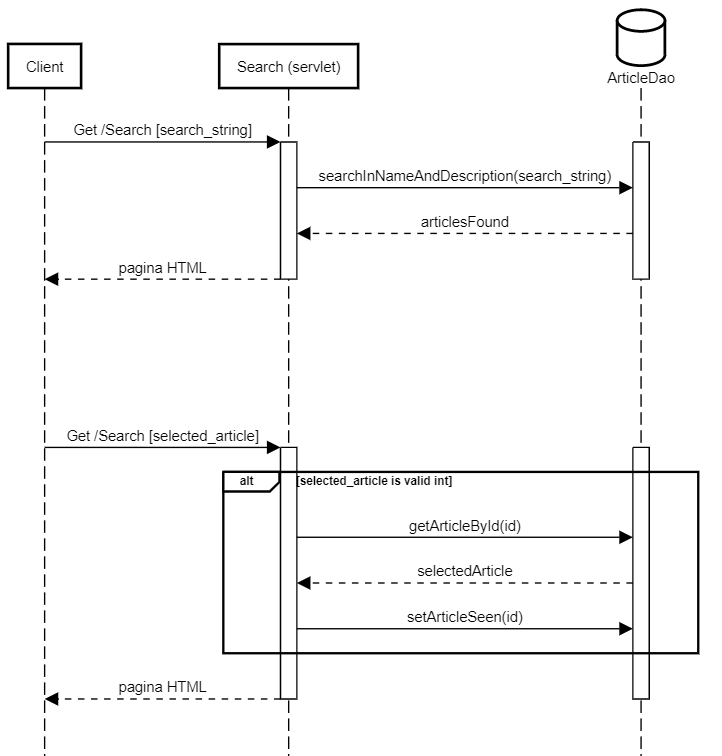 Client
Search (servlet)
ArticleDao
Get /Search [search_string]
searchInNameAndDescription(search_string)
articlesFound
pagina HTML
Get /Search [selected_article]
alt
[selected_article is valid int]
getArticleById(id)
selectedArticle
setArticleSeen(id)
pagina HTML